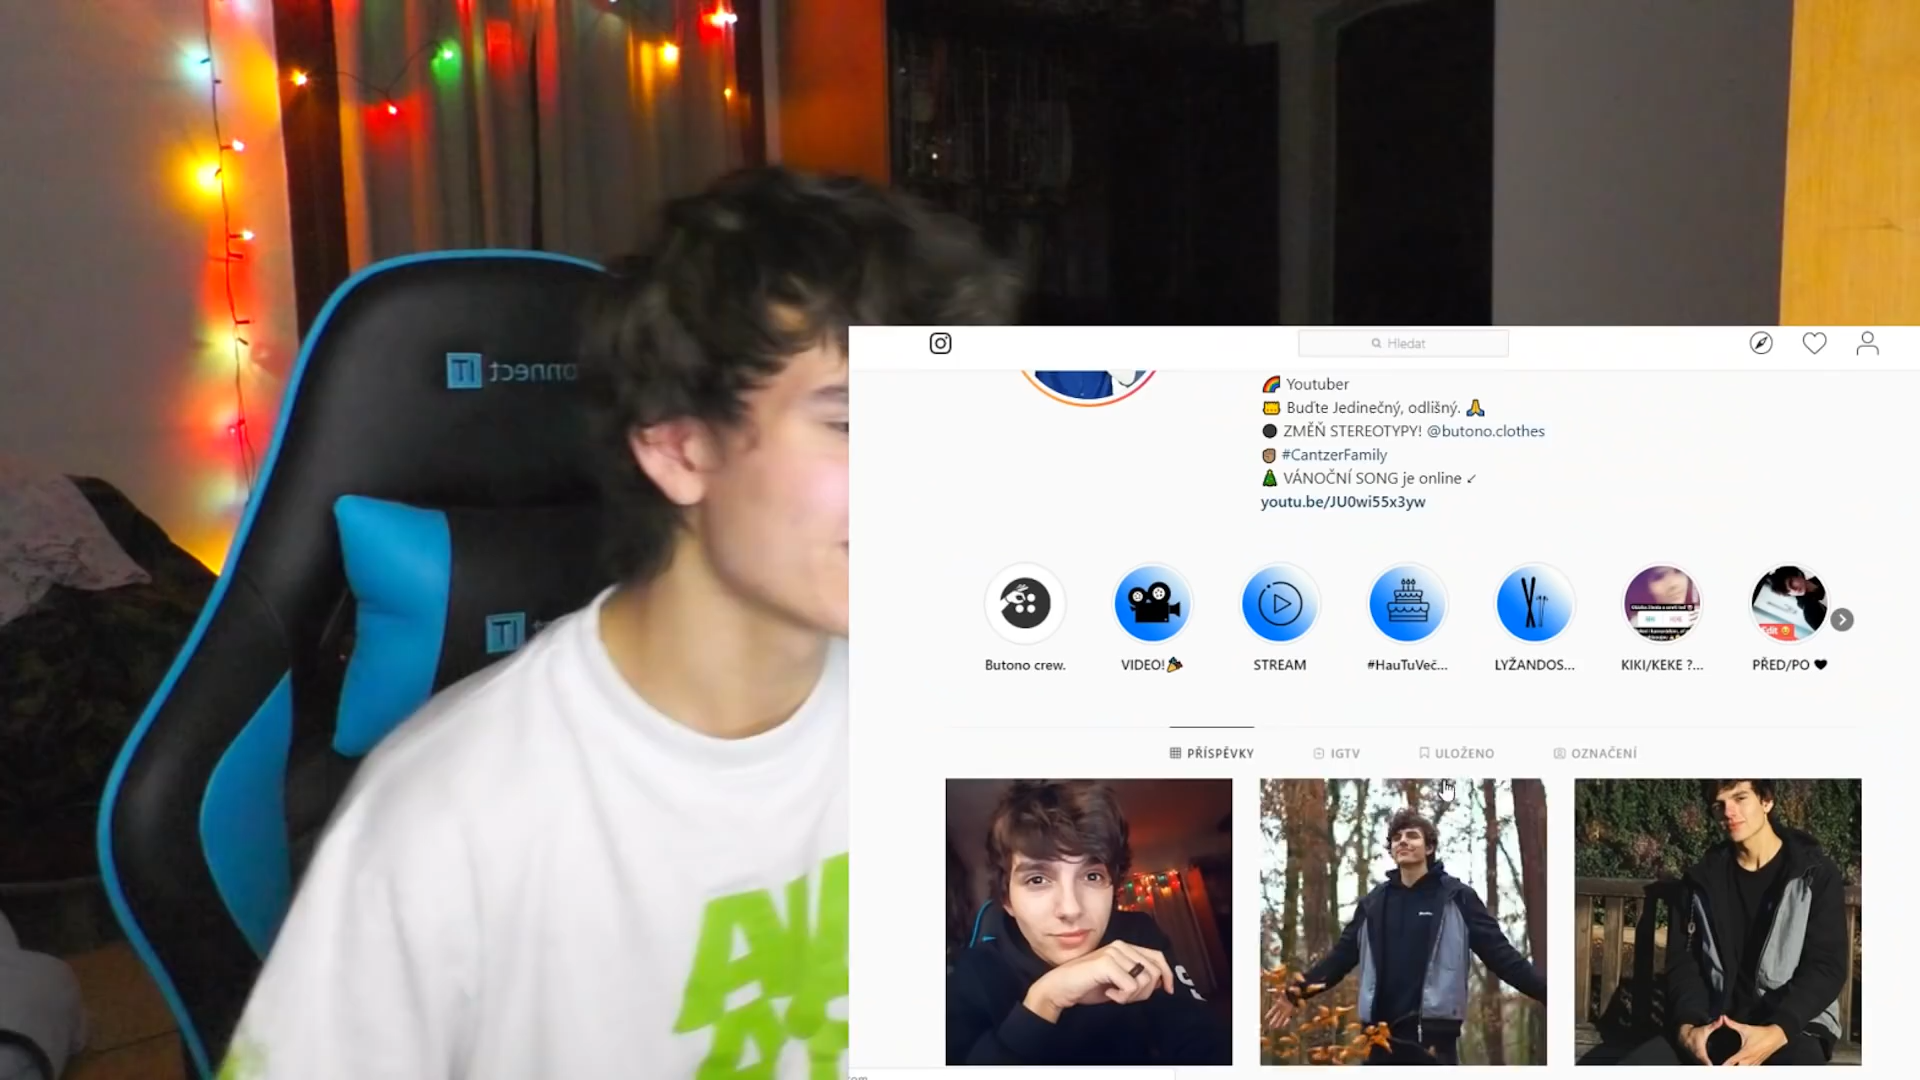 Hledat
🌈 Youtuber
Buďte Jedinečný, odlišný. 🙏
⚫ ZMĚŇ STEREOTYPY! @butono.clothes
#CantzerFamily
🎄 VÁNOČNÍ SONG je online ✓
youtu.be/JU0wi55x3yw
Butono crew.
VIDEO!🎉
STREAM
#HauTuVeč...
LYŽANDOS...
KIKI/KEKE ?...
PŘED/PO 🖤
PŘÍSPĚVKY
IGTV
ULOŽENO
OZNAČENÍ